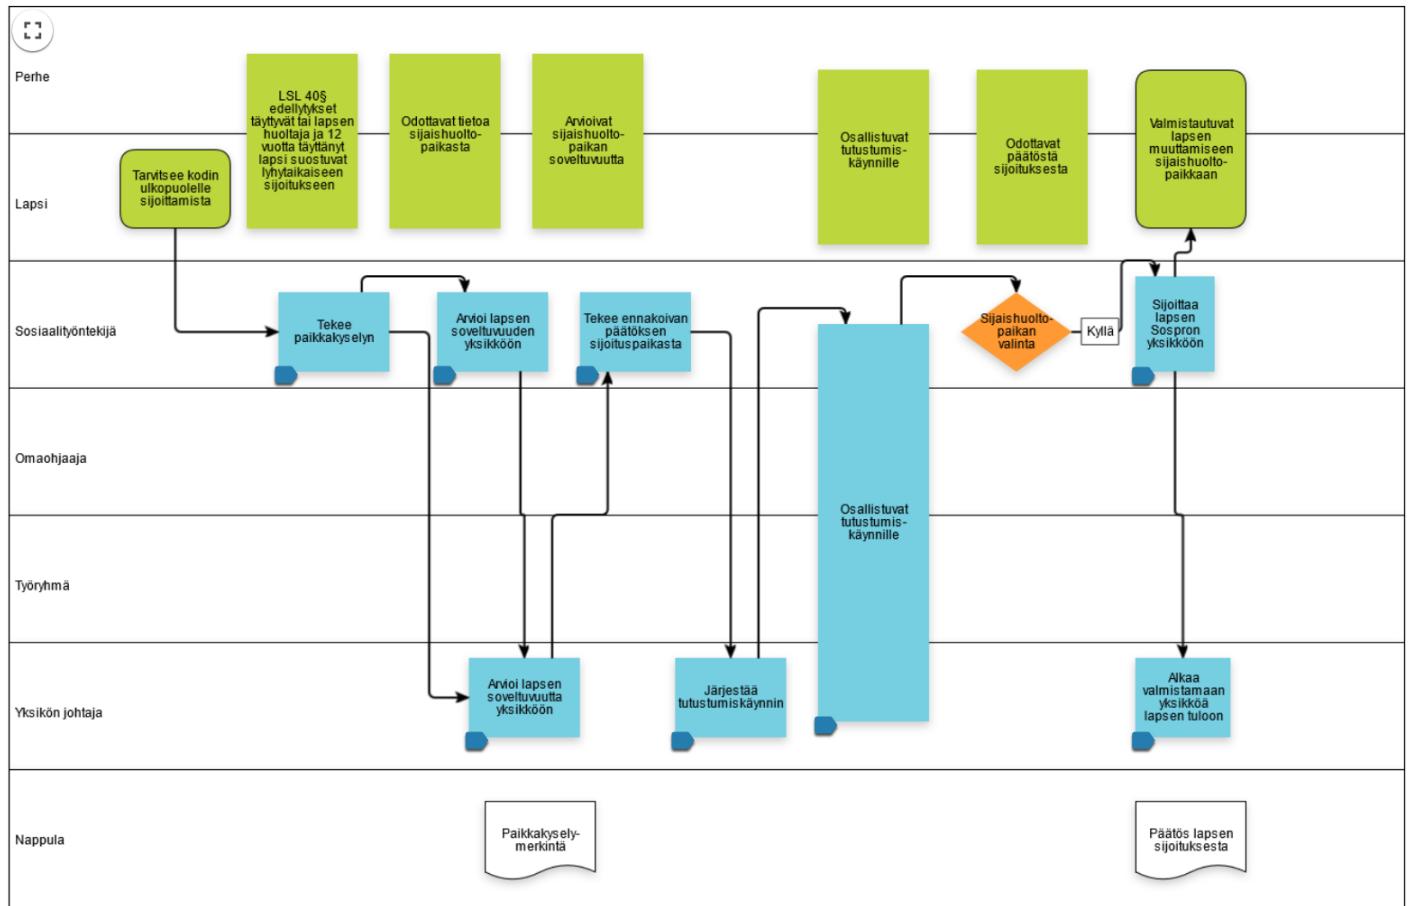 Perhe
LSL 40§
edellytykset
täyttyvät tai lapsen
huoltaja ja 12
vuotta täyttänyt
lapsi suostuvat
lyhytaikaiseen
sijoitukseen
Odottavat tietoa
sijaishuolto-
paikasta
Arvioivat
sijaishuolto-
paikan
soveltuvuutta
Osallistuvat
tutustumis-
käynnille
Odottavat
päätöstä
sijoituksesta
Valmistautuvat
lapsen
muuttamiseen
sijaishuolto-
paikkaan
Lapsi
Tarvitsee kodin
ulkopuolelle
sijoittamista
Sosiaalityöntekijä
Tekee
paikkakyselyn
Arvioi lapsen
soveltuvuuden
yksikköön
Tekee ennakoivan
päätöksen
sijoituspaikasta
Sijaishuolto-
paikan
valinta
Kyllä
Sijoittaa
lapsen
Sospron
yksikköön
Omaohjaaja
Osallistuvat
tutustumis-
käynnille
Työryhmä
Yksikön johtaja
Arvioi lapsen
soveltuvuutta
yksikköön
Järjestää
tutustumiskäynnin
Alkaa
valmistamaan
yksikköä
lapsen tuloon
Nappula
Paikkakysely-
merkintä
Päätös lapsen
sijoituksesta